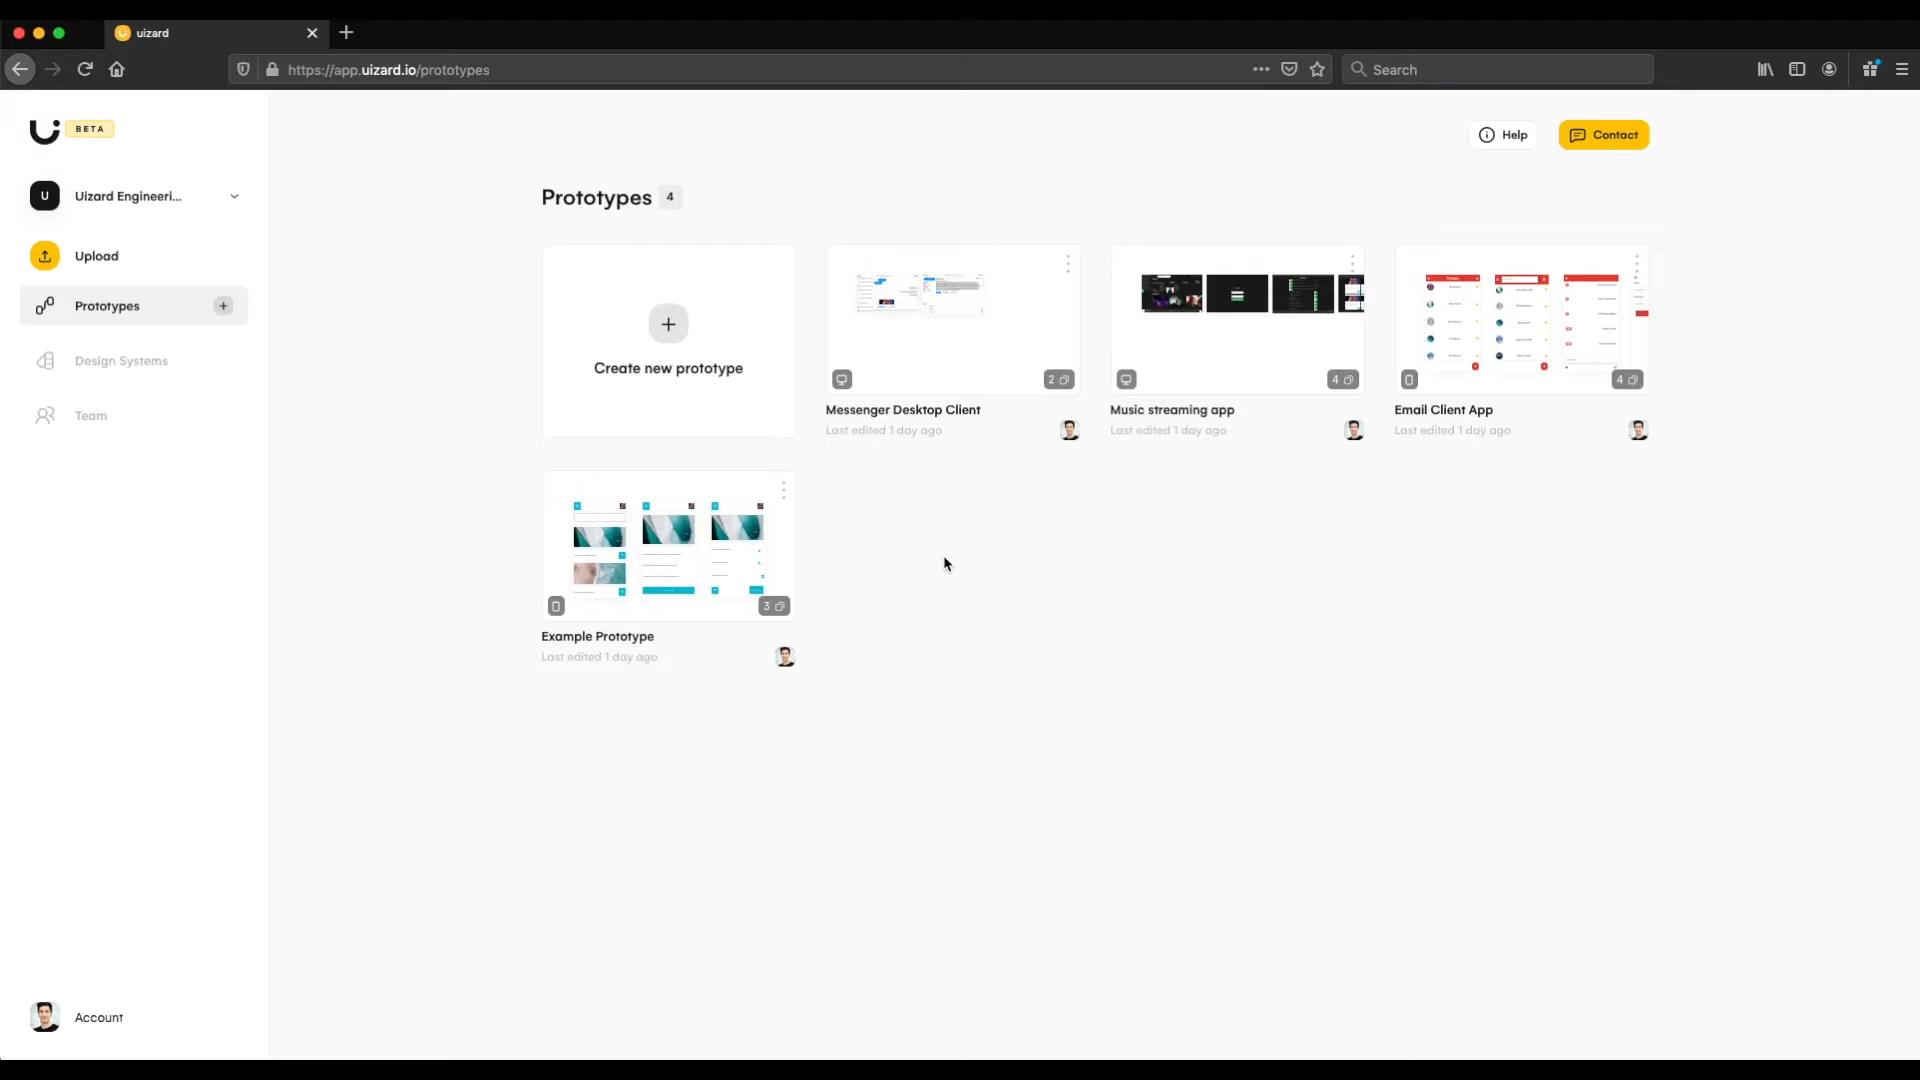 uizard
https://app.uizard.io/prototypes
Search
BETA
Help
Contact
U
Uizard Engineeri...
Prototypes 4
Upload
Prototypes
Create new prototype
2
4
4
Design Systems
Messenger Desktop Client
Music streaming app
Email Client App
Last edited 1 day ago
Last edited 1 day ago
Last edited 1 day ago
Team
3
Example Prototype
Last edited 1 day ago
Account